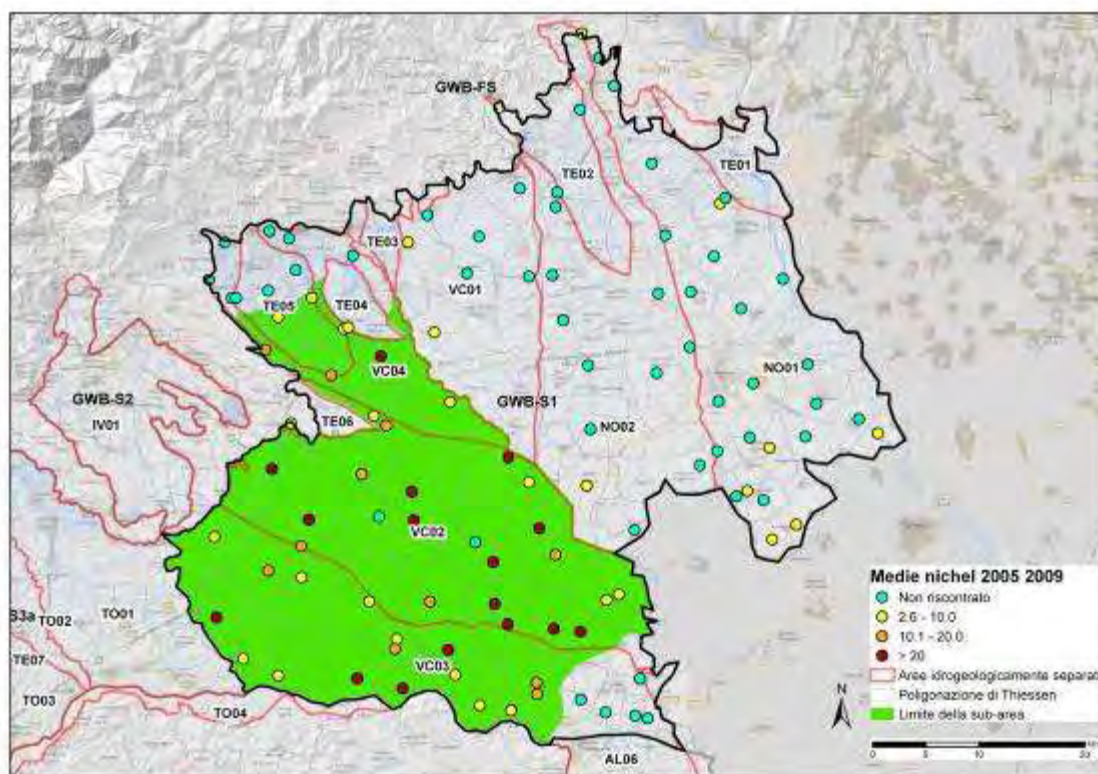 GWB-FS
TE01
TE02
TE03
VC01
TE05
TE04
NO01
VC04
GWB-S2
IV01
GWB-S1
TE06
NO02
VC02
S3a
TO02
TO01
TE07
VC03
TO03
TO04
AL06
Medie nichel 2005 2009
Non riscontrato
2.6 - 10.0
10.1 - 20.0
> 20
Aree idrogeologicamente separat
Poligonazione di Thiessen
Limite della sub-area
N
0 5 10 20